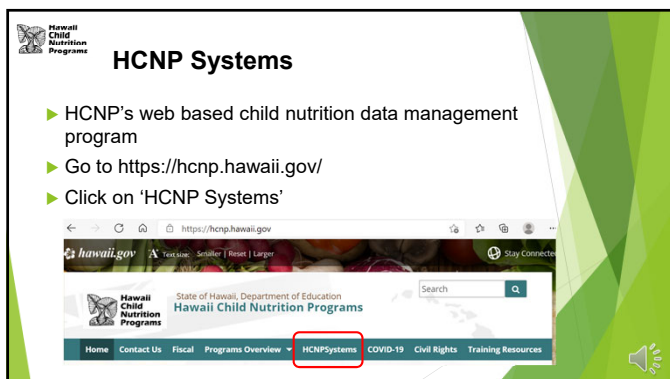 Hawaii
Child
Nutrition
Programs
HCNP Systems
HCNP's web based child nutrition data management
program
Go to https://hcnp.hawaii.gov/
Click on 'HCNP Systems'
https://hcnp.hawaii.gov
hawaii.gov A Text size: Smaller | Reset | Larger Stay Connected
Hawaii
Child
Nutrition
Programs
State of Hawaii, Department of Education
Hawaii Child Nutrition Programs
Search
Home Contact Us Fiscal Programs Overview HCNPSystems COVID-19 Civil Rights Training Resources